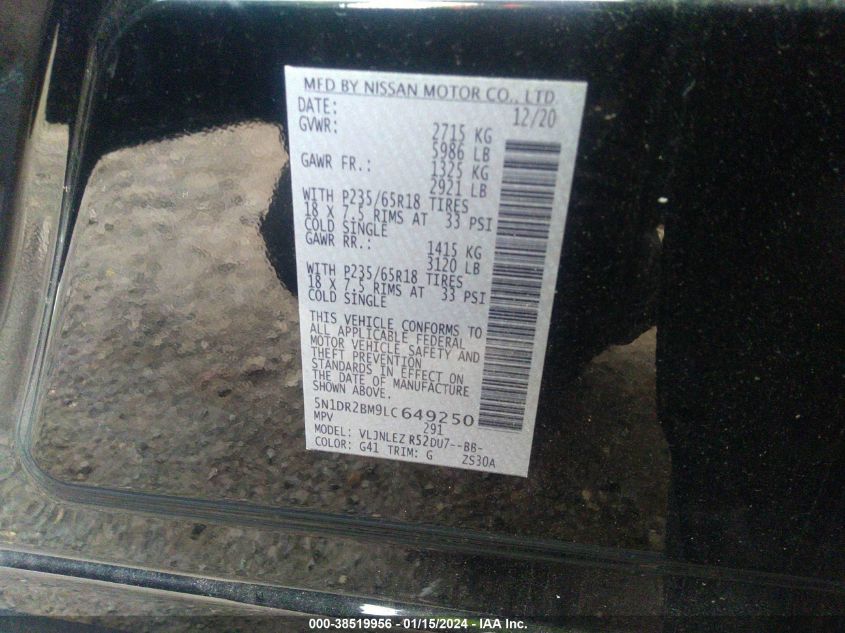 MFD BY NISSAN MOTOR CO., LTD
DATE: 12/20
GVWR: 2715 KG
5986 LB
GAWR FR.: 1325 KG
2921 LB
WITH P235/65R18 TIRES
18 X 7.5 RIMS AT 33 PSI
COLD SINGLE
GAWR RR.: 1415 KG
3120 LB
WITH P235/65R18 TIRES
18 X 7.5 RIMS AT 33 PSI
COLD SINGLE
THIS VEHICLE CONFORMS TO
ALL APPLICABLE FEDERAL
MOTOR VEHICLE SAFETY AND
THEFT PREVENTION
STANDARDS IN EFFECT ON
THE DATE OF MANUFACTURE
SHOWN ABOVE.
5N1DR2BM9LC649250
MPV 291
MODEL: VLJNLEZ R52DU7--BB-
COLOR: G41 TRIM: G ZS30A
000-38519956 - 01/15/2024 - IAA Inc.